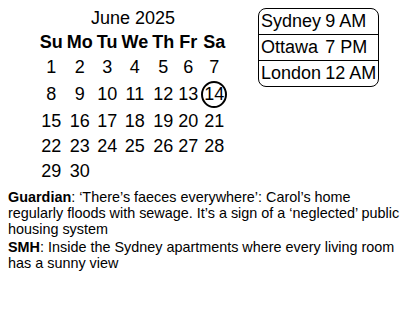 June 2025
Su Mo Tu We Th Fr Sa
1 2 3 4 5 6 7
8 9 10 11 12 13 14
15 16 17 18 19 20 21
22 23 24 25 26 27 28
29 30
Sydney 9 AM
Ottawa 7 PM
London 12 AM
Guardian: ‘There’s faeces everywhere’: Carol’s home
regularly floods with sewage. It’s a sign of a ‘neglected’ public
housing system
SMH: Inside the Sydney apartments where every living room
has a sunny view